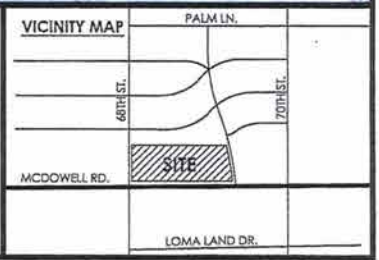 VICINITY MAP
PALM LN.
68TH ST.
70TH ST.
SITE
MCDOWELL RD.
LOMA LAND DR.